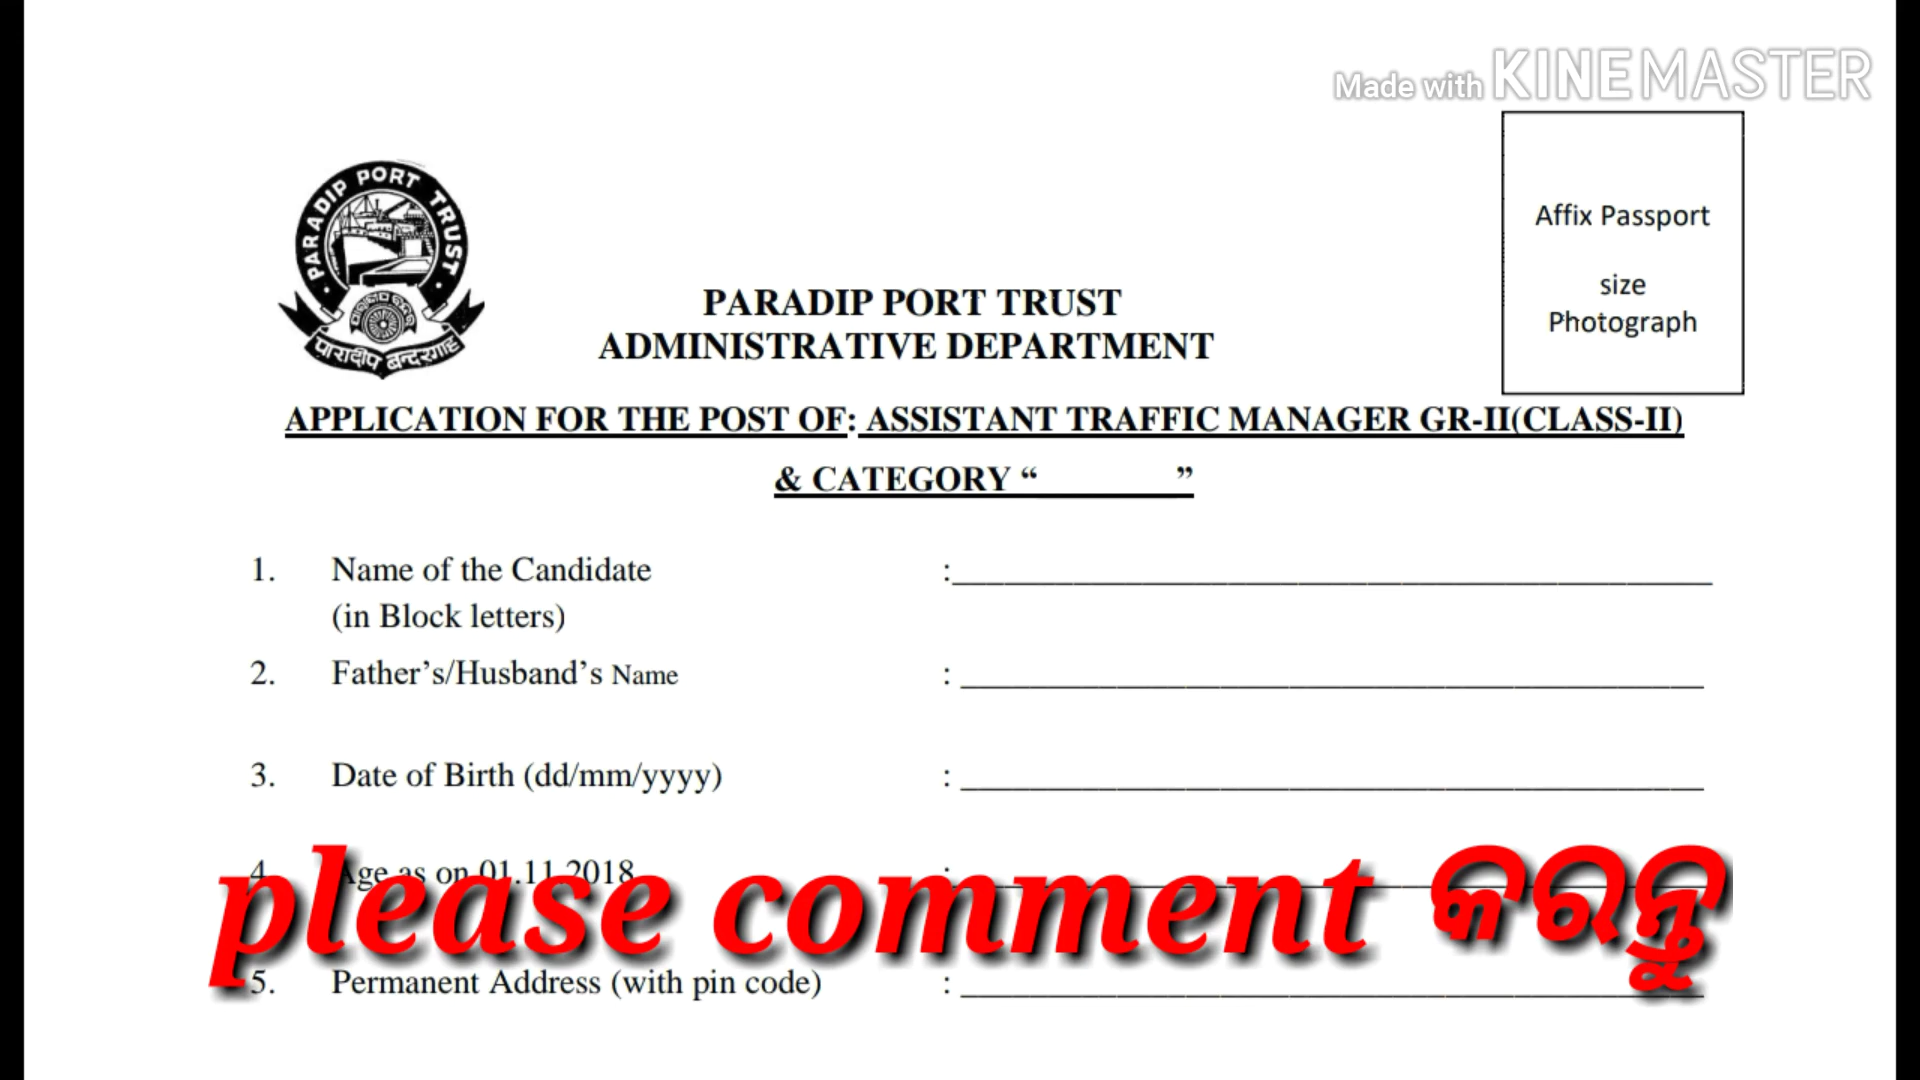 Made with KINEMASTER
PARADIP PORT TRUST
पारादीप बन्दरगाह
Affix Passport
size
Photograph
PARADIP PORT TRUST
ADMINISTRATIVE DEPARTMENT
APPLICATION FOR THE POST OF: ASSISTANT TRAFFIC MANAGER GR-II(CLASS-II)
& CATEGORY “ ”
1. Name of the Candidate :
(in Block letters)
2. Father’s/Husband’s Name :
3. Date of Birth (dd/mm/yyyy) :
4. Age as on 01.11.2018 :
please comment କରନ୍ତୁ
5. Permanent Address (with pin code) :